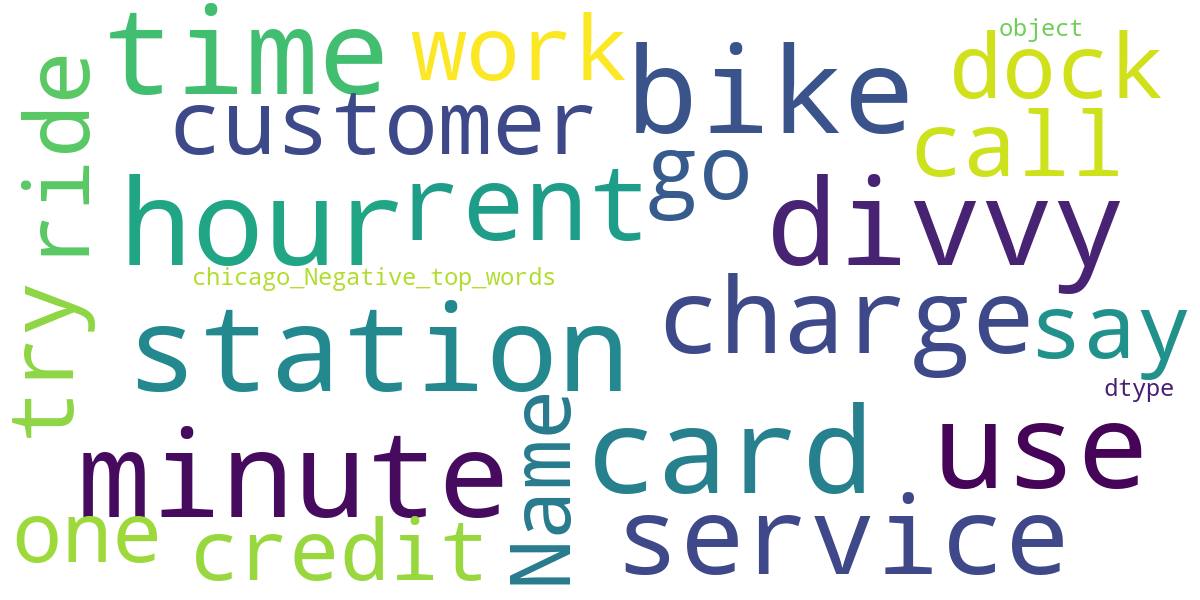 time
work
object
dock
bike
customer
call
ride
go
hour
rent
divvy
chicago_Negative_top_words
charge
say
try
station
dtype
Name
card
use
minute
service
one
credit